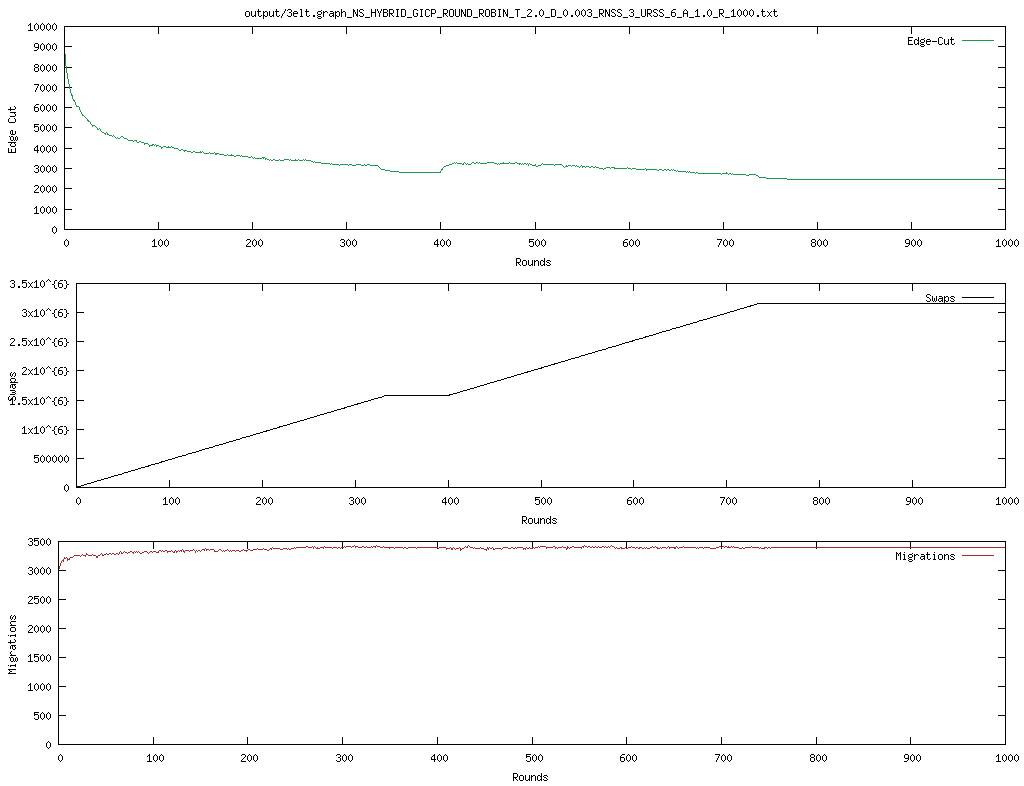 output/3elt.graph_NS_HYBRID_GICP_ROUND_ROBIN_T_2.0_D_0.003_RNSS_3_URSS_6_A_1.0_R_1000.txt
10000
9000
8000
7000
6000
5000
4000
3000
2000
1000
0
Edge Cut
Edge-Cut
0 100 200 300 400 500 600 700 800 900 1000
Rounds
3.5x10^{6}
3x10^{6}
2.5x10^{6}
2x10^{6}
1.5x10^{6}
1x10^{6}
500000
0
Swaps
Swaps
0 100 200 300 400 500 600 700 800 900 1000
Rounds
3500
3000
2500
2000
1500
1000
500
0
Migrations
Migrations
0 100 200 300 400 500 600 700 800 900 1000
Rounds